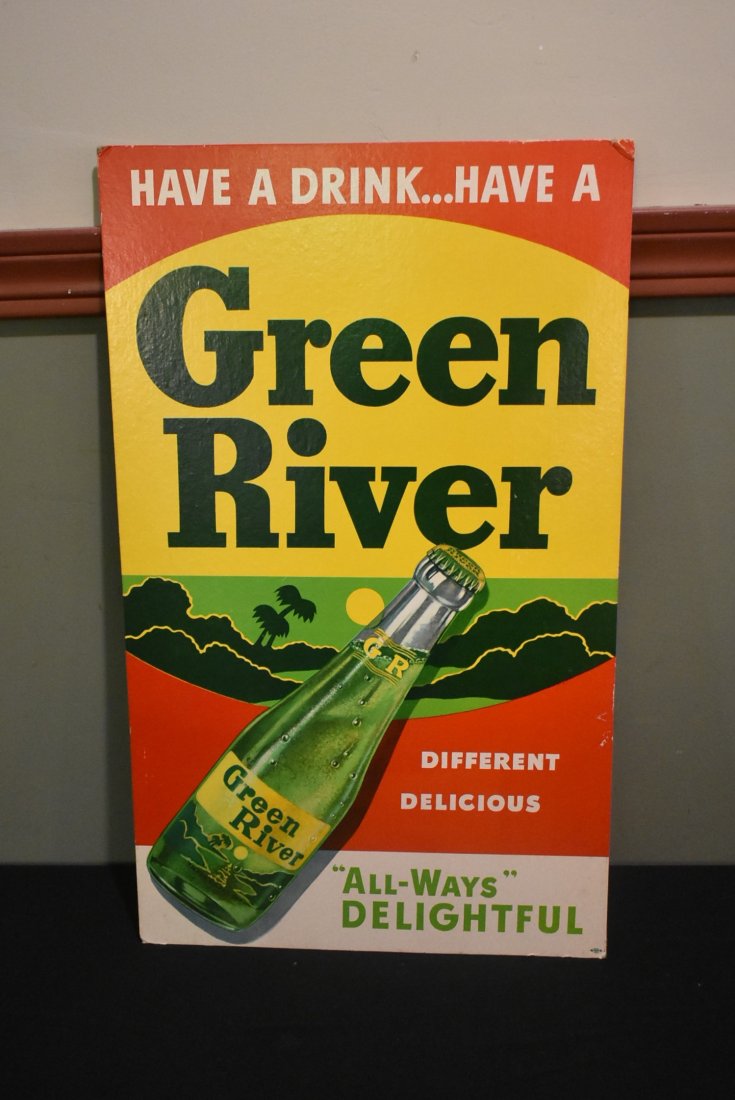 HAVE A DRINK...HAVE A
Green
River
GR
DIFFERENT
DELICIOUS
Green
River
"ALL-WAYS"
DELIGHTFUL